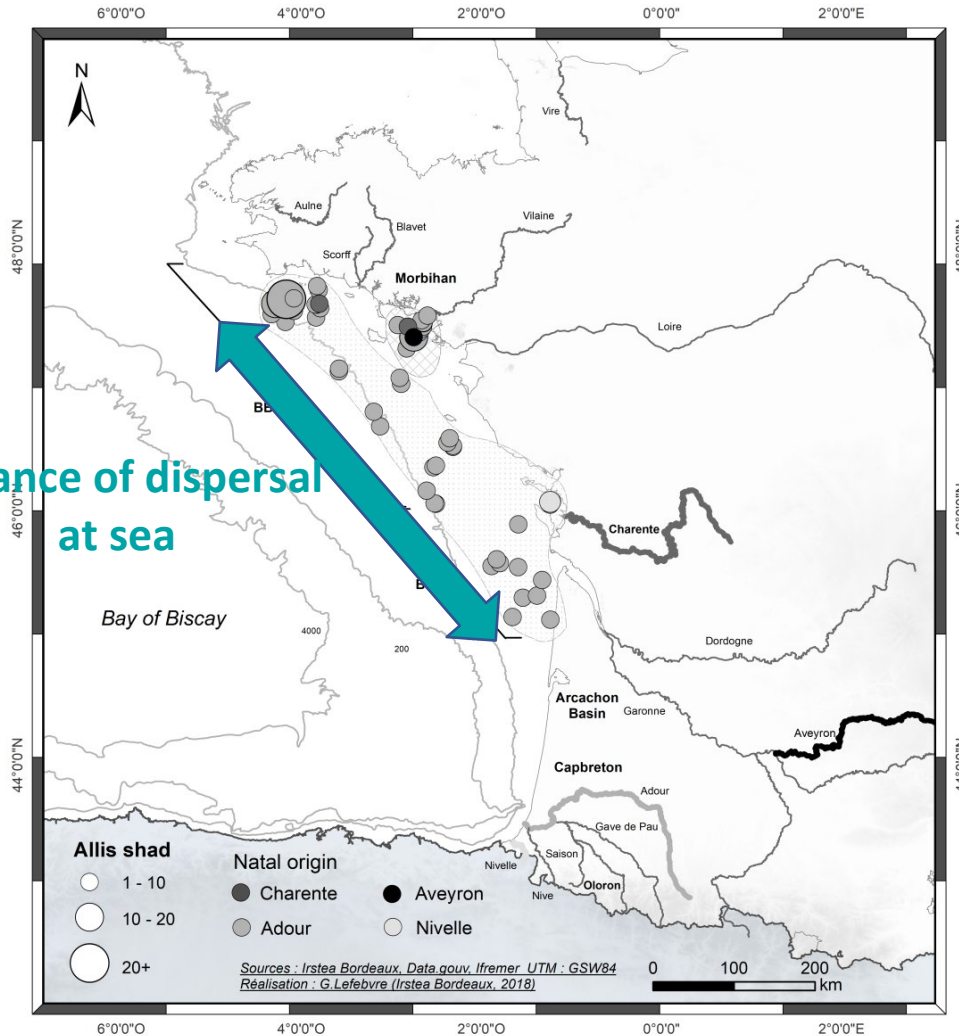 6°0'0"O 4°0'0"O 2°0'0"O 0°0'0" 2°0'0"E
N
Vire
Aulne
Blavet
Vilaine
Scorff
48°0'0"N
Morbihan
Loire
ance of dispersal
at sea
46°0'0"N
Charente
Bay of Biscay
4000
200
Dordogne
Arcachon
Basin
Garonne
Aveyron
44°0'0"N
Capbreton
Adour
Gave de Pau
Saison
Nivelle
Oloron
Nive
Allis shad
1 - 10
10 - 20
20+
Natal origin
Charente
Aveyron
Adour
Nivelle
Sources : Irstea Bordeaux, Data.gouv, Ifremer UTM : GSW84
Réalisation : G.Lefebvre (Irstea Bordeaux, 2018)
0 100 200
km
6°0'0"O 4°0'0"O 2°0'0"O 0°0'0" 2°0'0"E